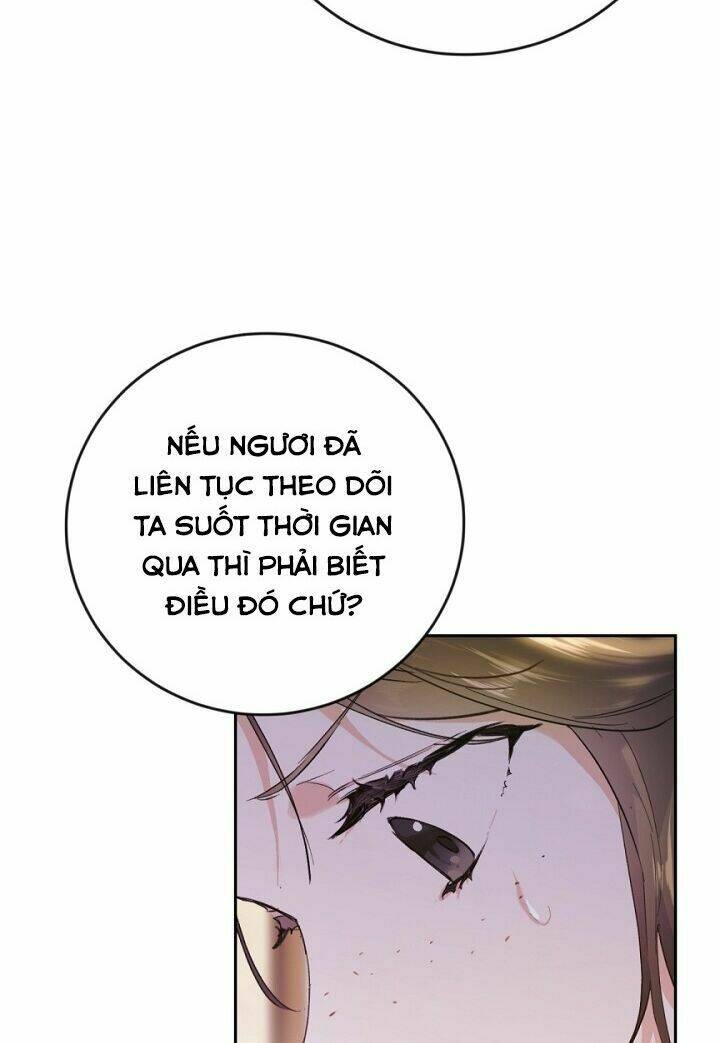 NẾU NGƯƠI ĐÃ
LIÊN TỤC THEO DÕI
TA SUỐT THỜI GIAN
QUA THÌ PHẢI BIẾT
ĐIỀU ĐÓ CHỨ?